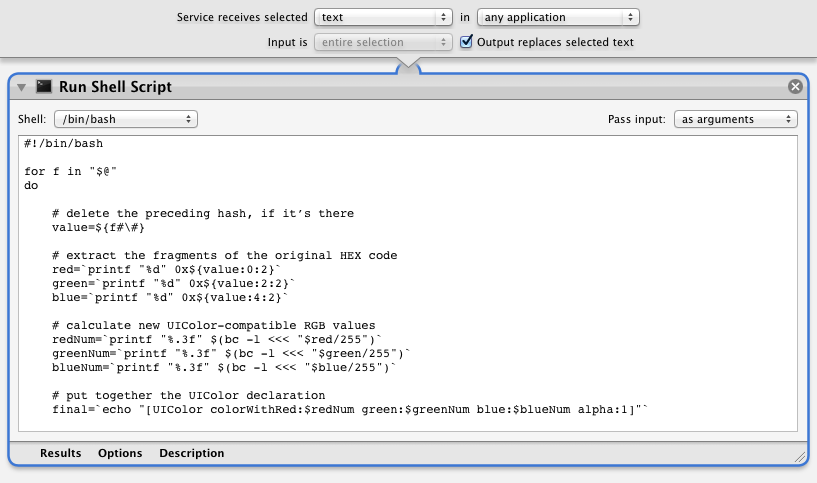 Service receives selected text in any application
Input is entire selection Output replaces selected text
Run Shell Script
Shell: /bin/bash Pass input: as arguments
#!/bin/bash
for f in "$@"
do
# delete the preceding hash, if it’s there
value=${f#\#}
# extract the fragments of the original HEX code
red=`printf "%d" 0x${value:0:2}`
green=`printf "%d" 0x${value:2:2}`
blue=`printf "%d" 0x${value:4:2}`
# calculate new UIColor-compatible RGB values
redNum=`printf "%.3f" $(bc -l <<< "$red/255")`
greenNum=`printf "%.3f" $(bc -l <<< "$green/255")`
blueNum=`printf "%.3f" $(bc -l <<< "$blue/255")`
# put together the UIColor declaration
final=`echo "[UIColor colorWithRed:$redNum green:$greenNum blue:$blueNum alpha:1]"`
Results Options Description